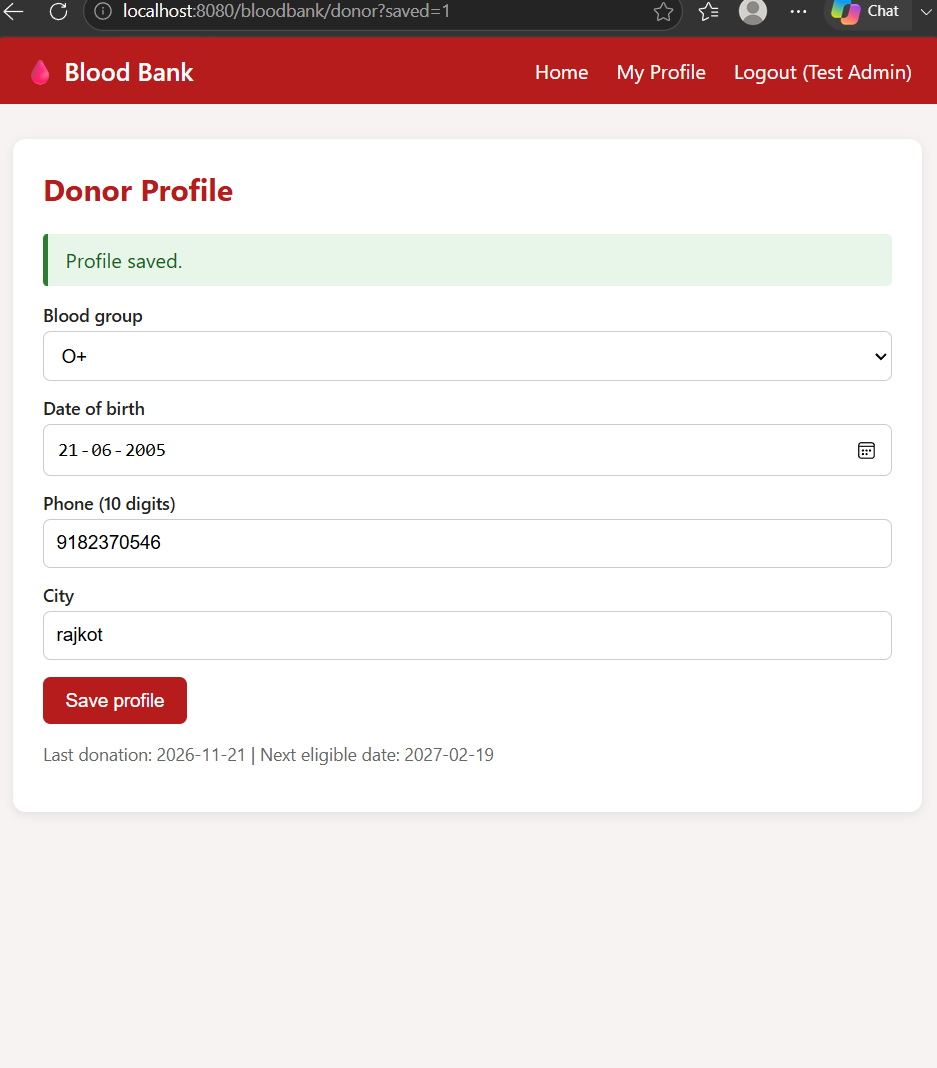 localhost:8080/bloodbank/donor?saved=1
Chat
Blood Bank
Home
My Profile
Logout (Test Admin)
Donor Profile
Profile saved.
Blood group
O+
Date of birth
21-06-2005
Phone (10 digits)
9182370546
City
rajkot
Save profile
Last donation: 2026-11-21 | Next eligible date: 2027-02-19